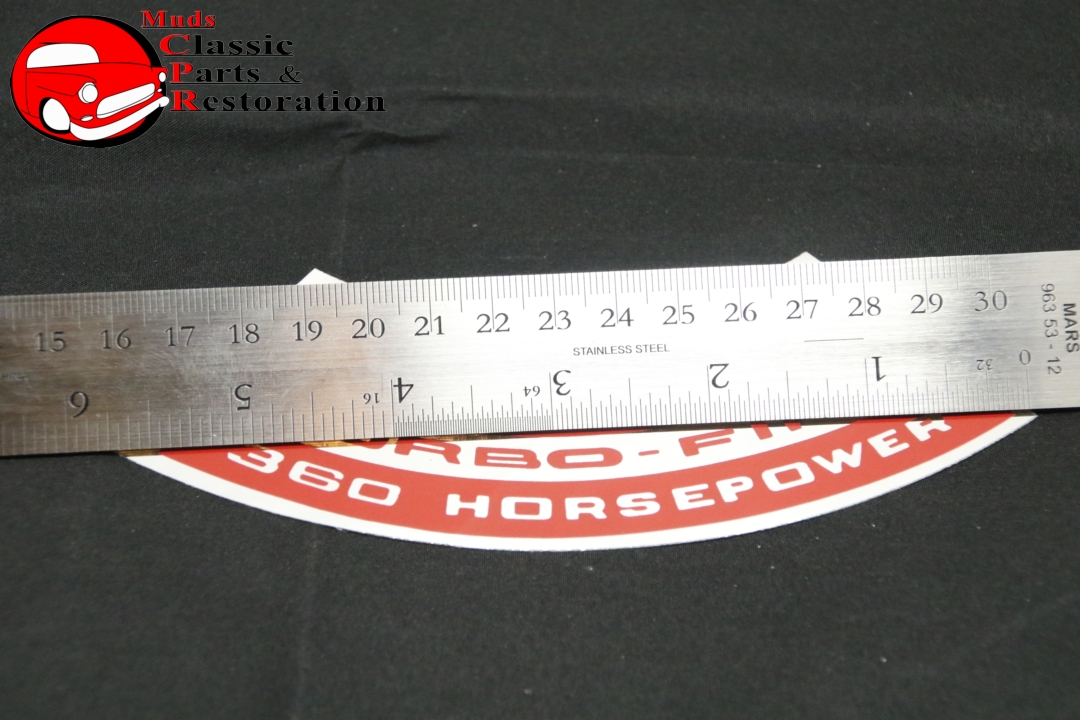 Muds
Classic
Parts &
Restoration
15 16 17 18 19 20 21 22 23 24 25 26 27 28 29 30
MARS
963 53 - 12
STAINLESS STEEL
6 5 16 4 64 3 2 1 32 0
360 HORSEPOWER